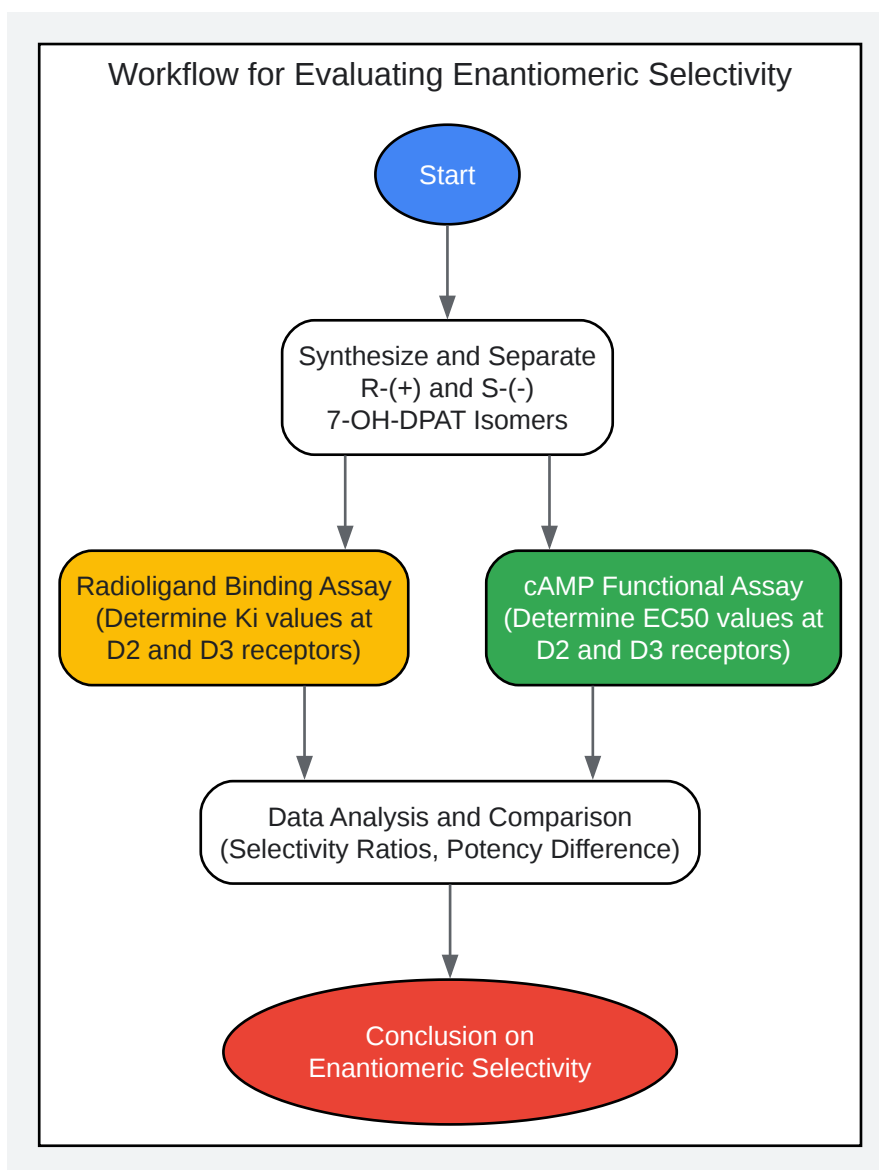 Workflow for Evaluating Enantiomeric Selectivity
Start
Synthesize and Separate
R-(+) and S-(-)
7-OH-DPAT Isomers
Radioligand Binding Assay
(Determine Ki values at
D2 and D3 receptors)
cAMP Functional Assay
(Determine EC50 values at
D2 and D3 receptors)
Data Analysis and Comparison
(Selectivity Ratios, Potency Difference)
Conclusion on
Enantiomeric Selectivity